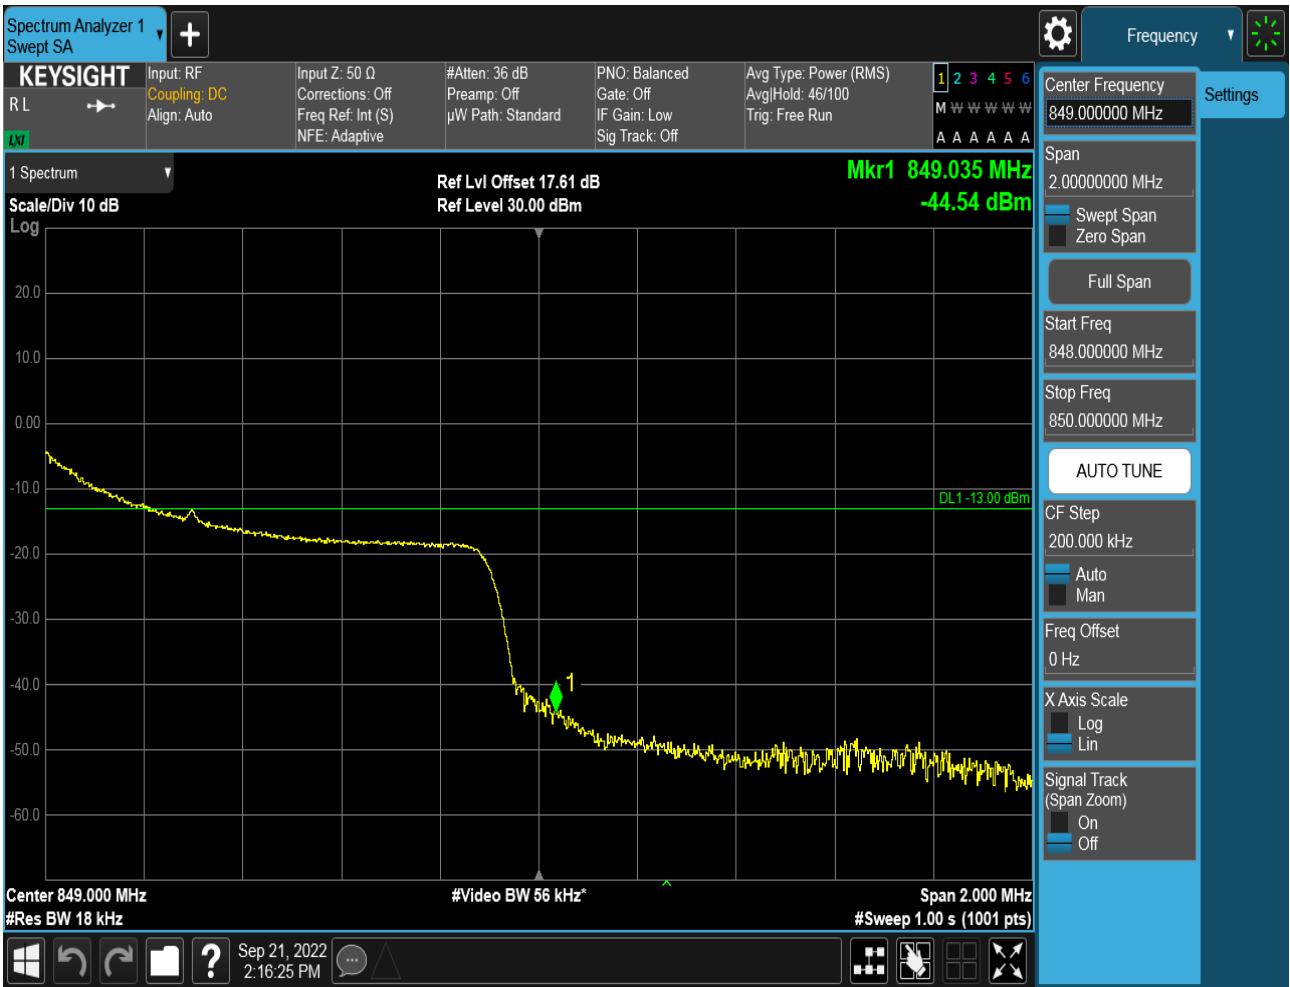 Spectrum Analyzer 1
Swept SA
+
Frequency
KEYSIGHT
R L
LXI
Input: RF
Coupling: DC
Align: Auto
Input Z: 50 Ω
Corrections: Off
Freq Ref: Int (S)
NFE: Adaptive
#Atten: 36 dB
Preamp: Off
µW Path: Standard
PNO: Balanced
Gate: Off
IF Gain: Low
Sig Track: Off
Avg Type: Power (RMS)
Avg|Hold: 46/100
Trig: Free Run
1 2 3 4 5 6
M W W W W W
A A A A A A
1 Spectrum
Scale/Div 10 dB
Log
Ref Lvl Offset 17.61 dB
Ref Level 30.00 dBm
Mkr1 849.035 MHz
-44.54 dBm
20.0
10.0
0.00
-10.0
-20.0
-30.0
-40.0
-50.0
-60.0
DL1 -13.00 dBm
1
Center 849.000 MHz
#Res BW 18 kHz
#Video BW 56 kHz*
Span 2.000 MHz
#Sweep 1.00 s (1001 pts)
?
Sep 21, 2022
2:16:25 PM
Center Frequency
849.000000 MHz
Span
2.00000000 MHz
Swept Span
Zero Span
Full Span
Start Freq
848.000000 MHz
Stop Freq
850.000000 MHz
AUTO TUNE
CF Step
200.000 kHz
Auto
Man
Freq Offset
0 Hz
X Axis Scale
Log
Lin
Signal Track
(Span Zoom)
On
Off
Settings